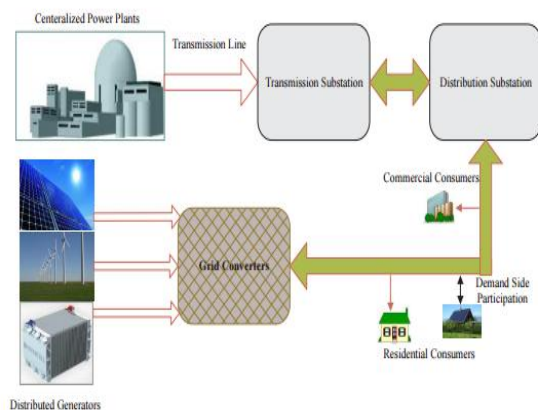 Centeralized Power Plants
Transmission Line
Transmission Substation
Distribution Substation
Commercial Consumers
Grid Converters
Demand Side
Participation
Residential Consumers
Distributed Generators